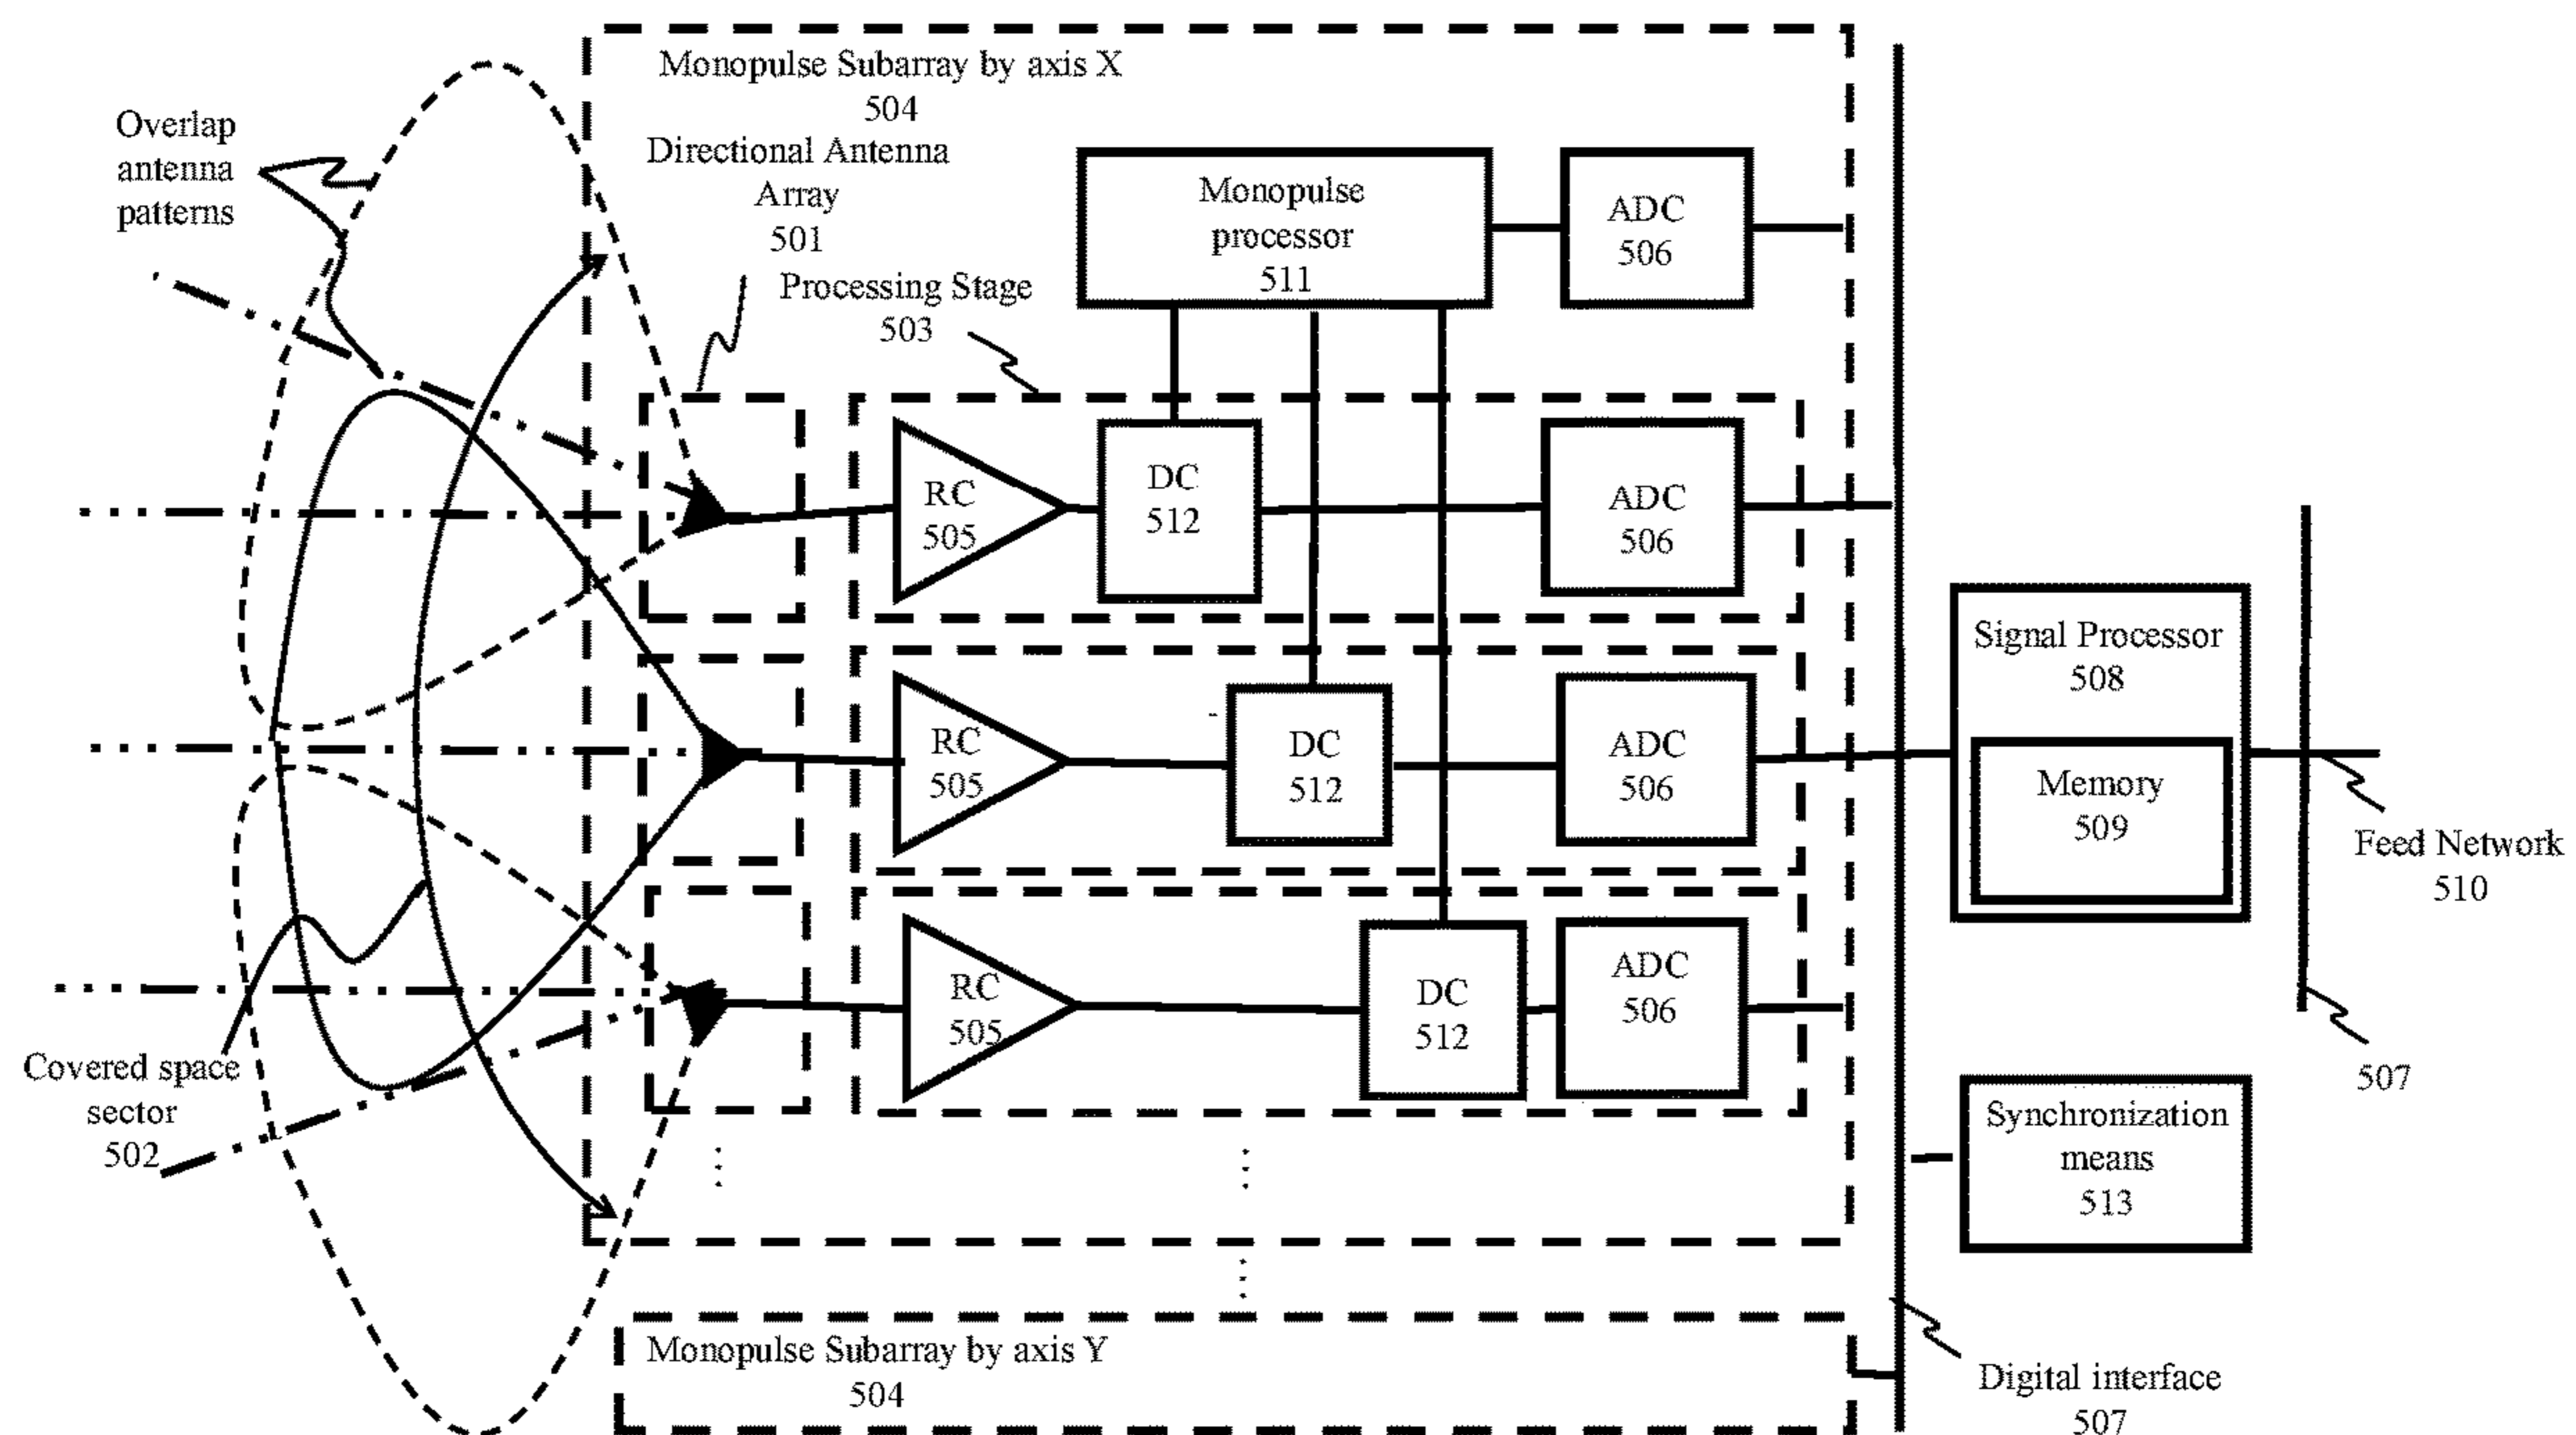 Monopulse Subarray by axis X
504
Overlap
antenna
patterns
Directional Antenna
Array
501
Processing Stage
503
Monopulse
processor
511
ADC
506
RC
505
DC
512
ADC
506
RC
505
DC
512
ADC
506
RC
505
DC
512
ADC
506
Signal Processor
508
Memory
509
Feed Network
510
507
Covered space
sector
502
Synchronization
means
513
Monopulse Subarray by axis Y
504
Digital interface
507